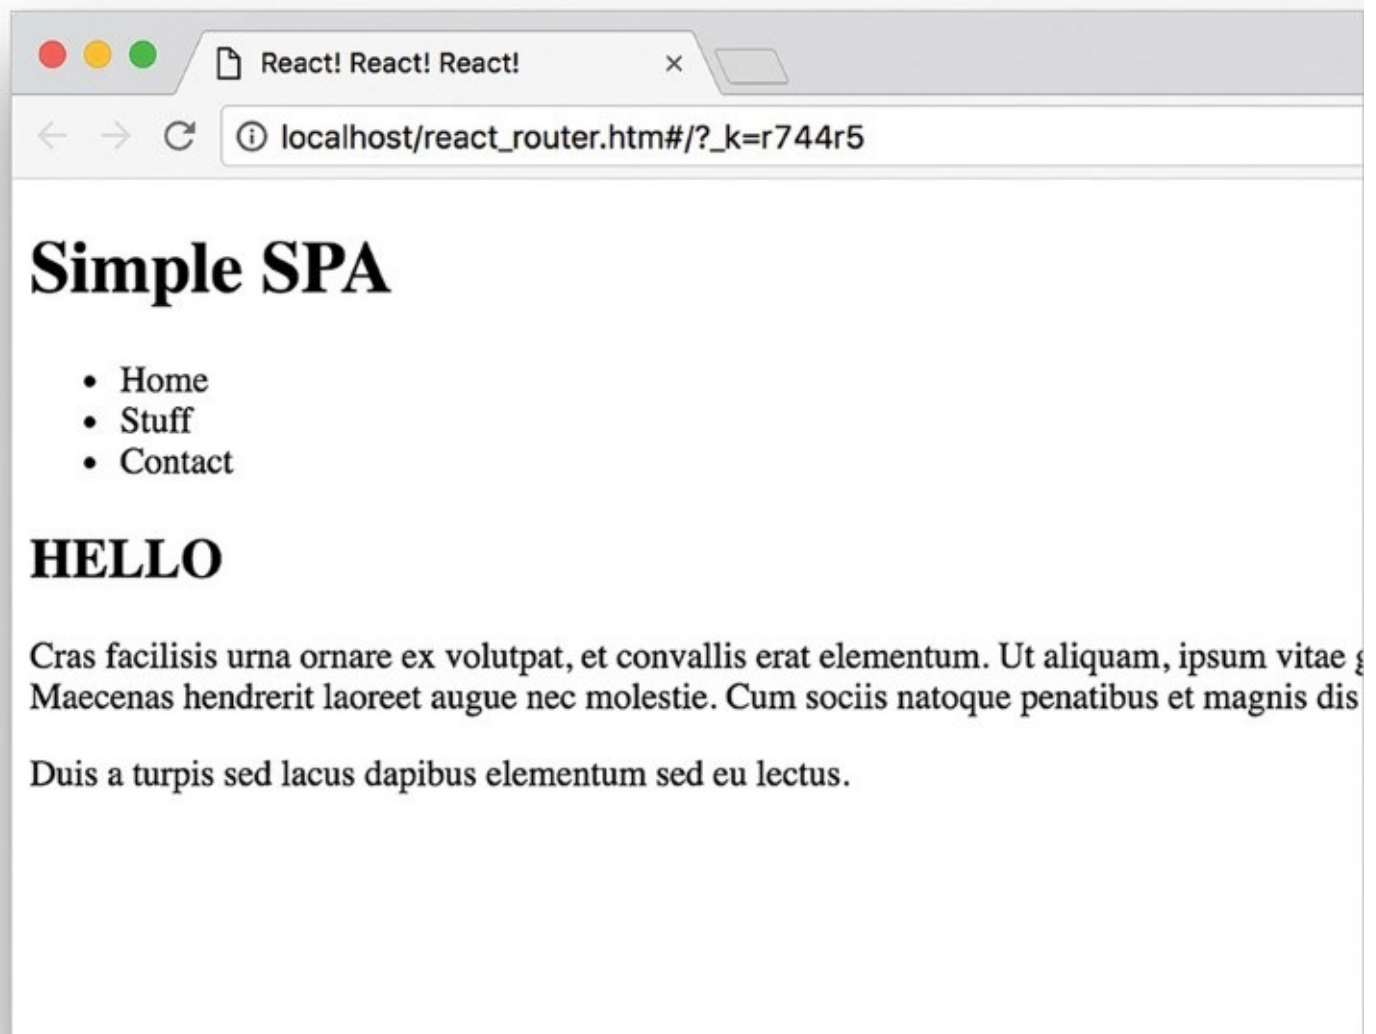 React! React! React!
localhost/react_router.htm#/?_k=r744r5
Simple SPA
Home
Stuff
Contact
HELLO
Cras facilisis urna ornare ex volutpat, et convallis erat elementum. Ut aliquam, ipsum vitae
Maecenas hendrerit laoreet augue nec molestie. Cum sociis natoque penatibus et magnis dis
Duis a turpis sed lacus dapibus elementum sed eu lectus.